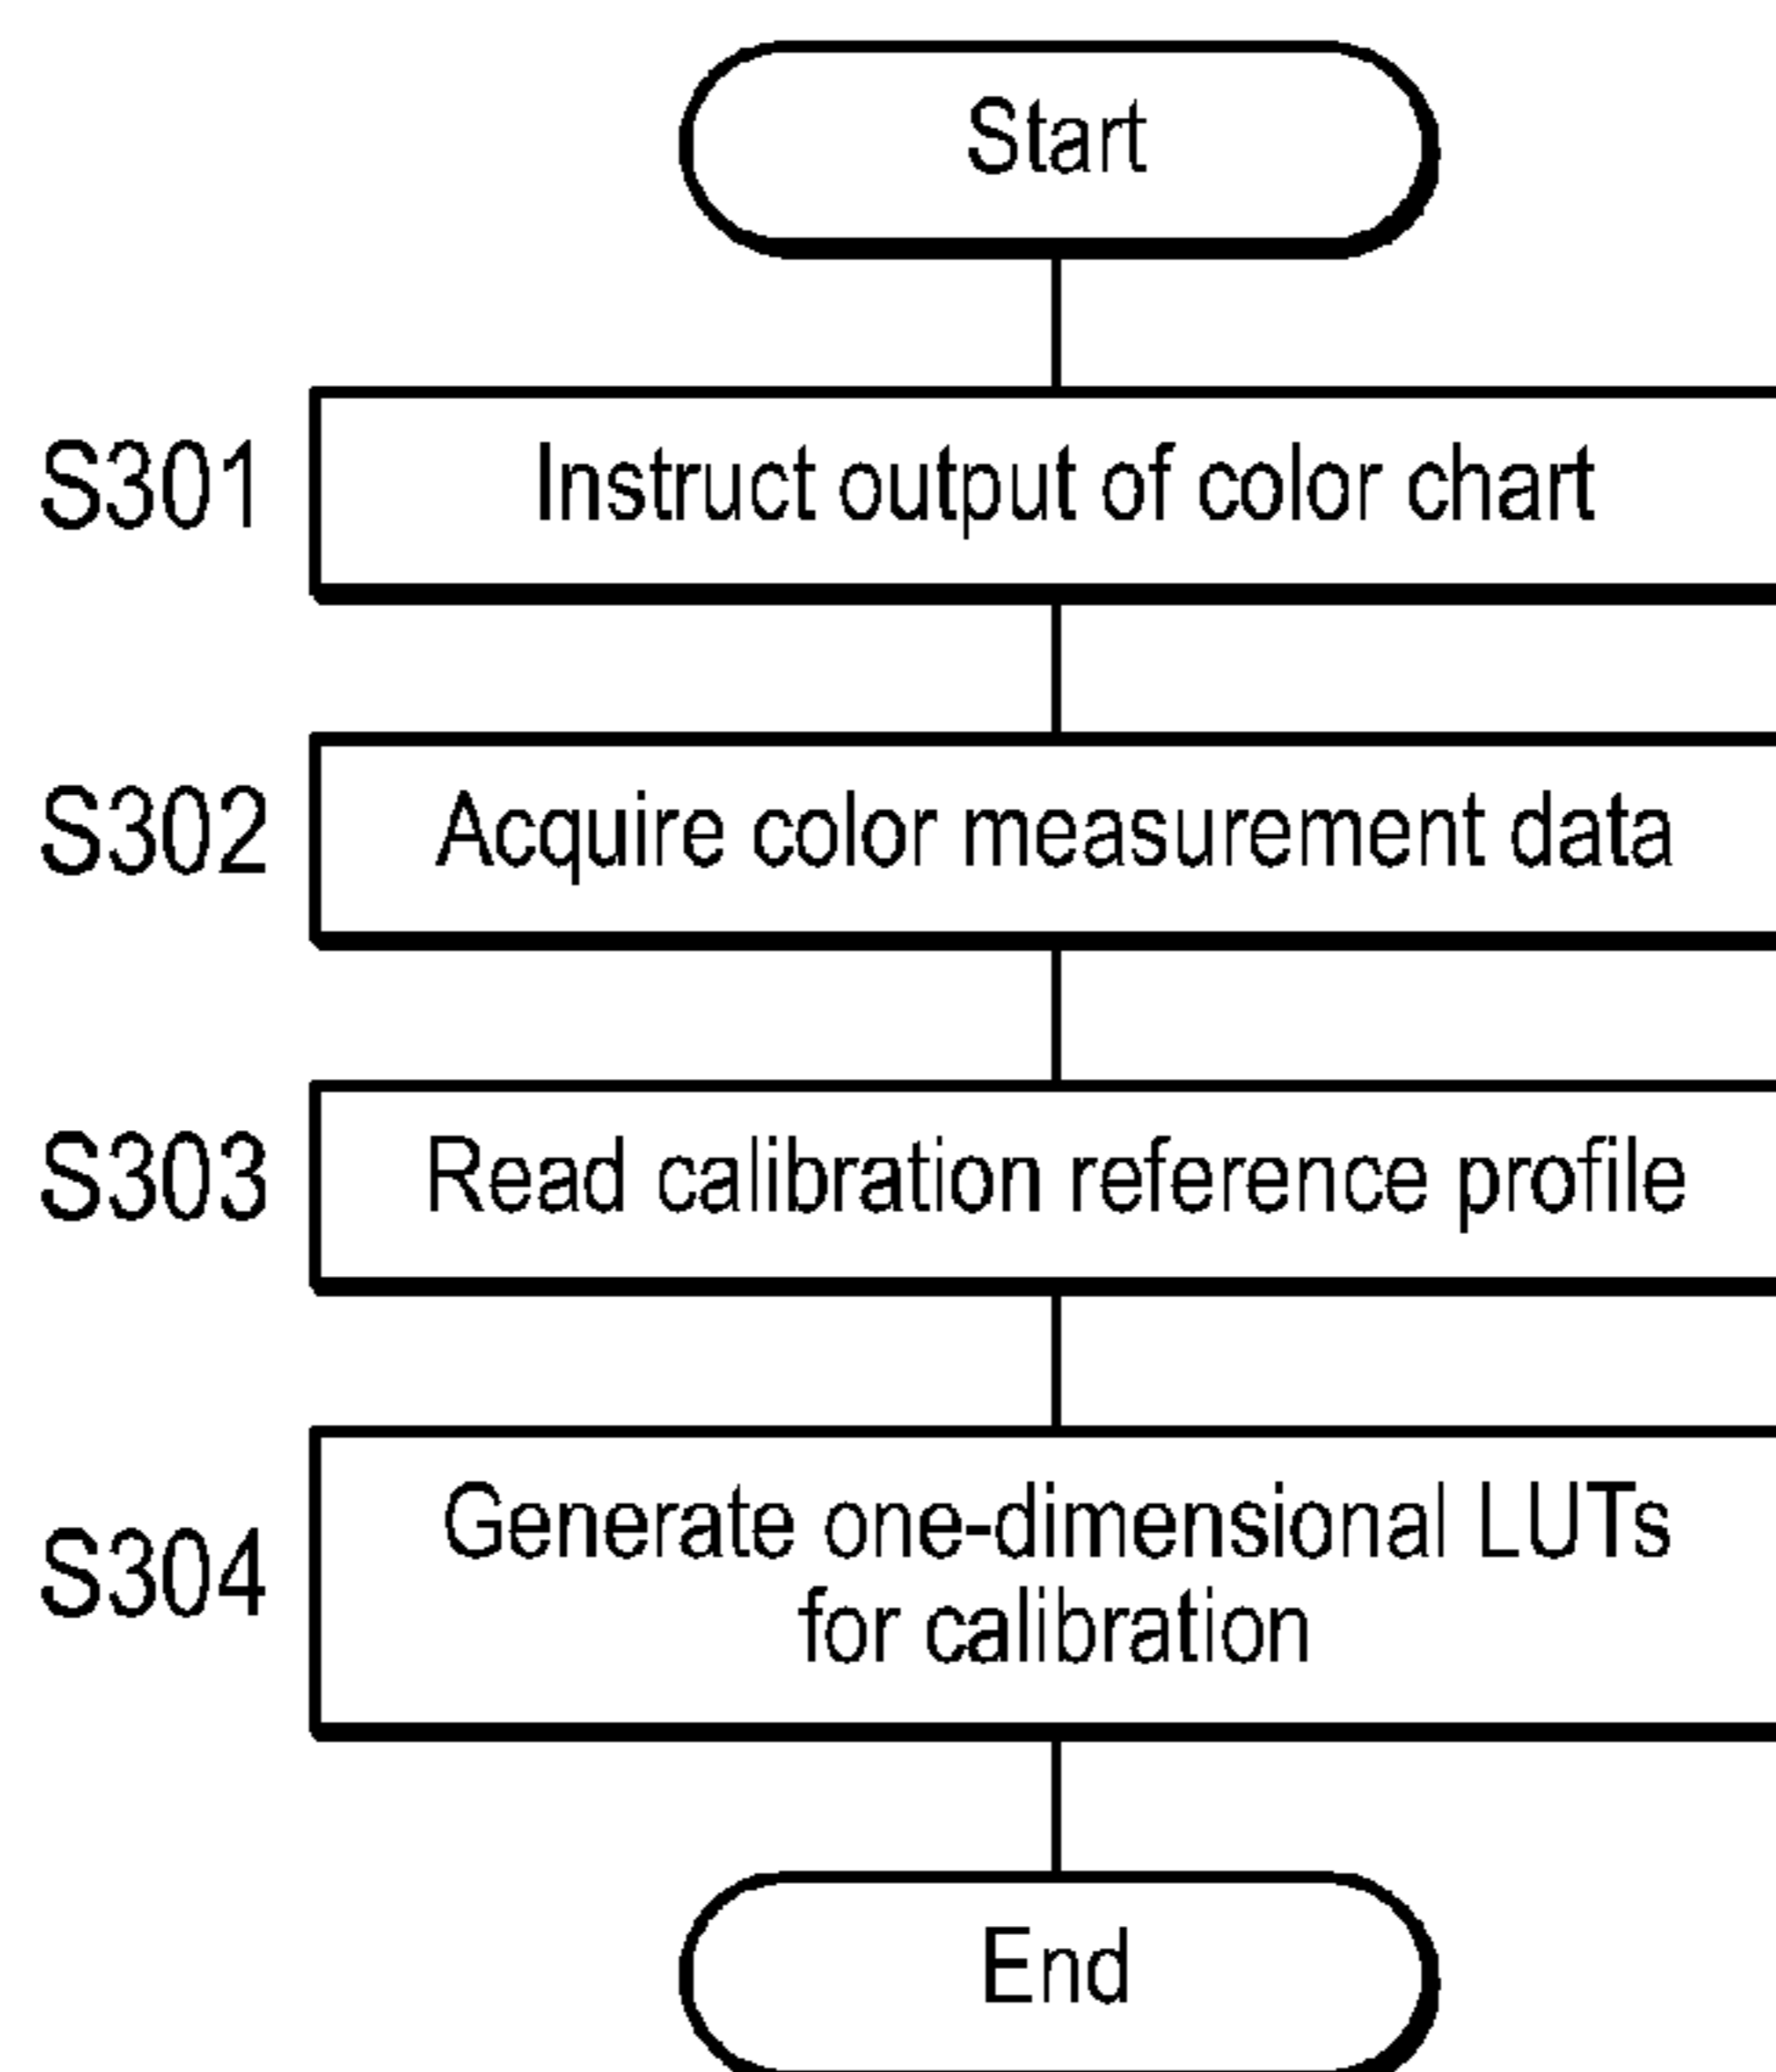 Start
S301
Instruct output of color chart
S302
Acquire color measurement data
S303
Read calibration reference profile
S304
Generate one-dimensional LUTs
for calibration
End